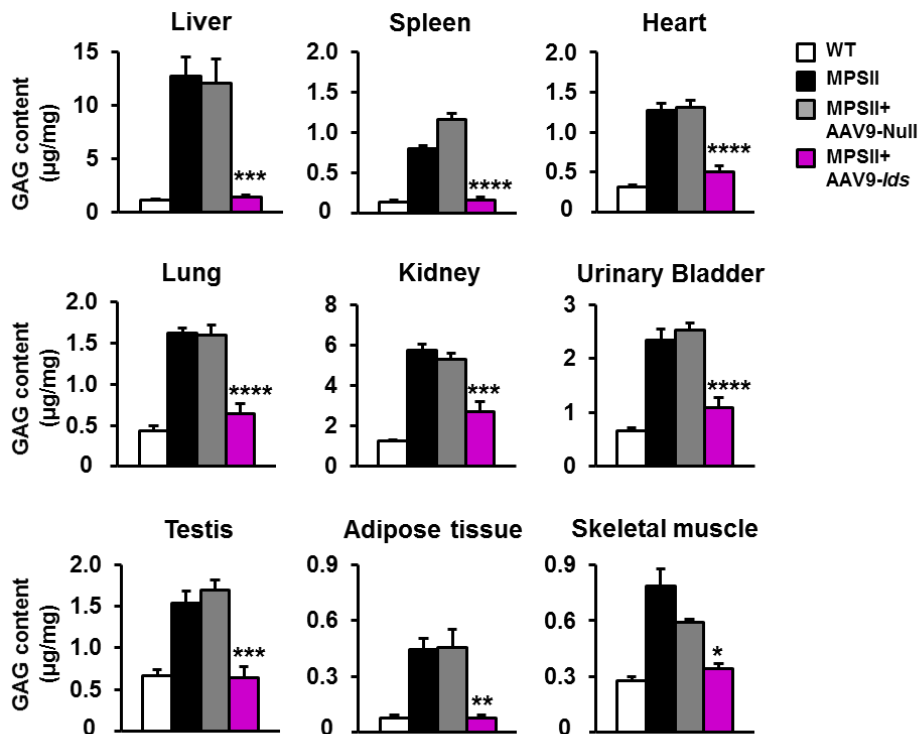 Liver
Spleen
Heart
GAG content
(µg/mg)
15
10
5
0
***
2.0
1.5
1.0
0.5
0
****
2.0
1.5
1.0
0.5
0
****
WT
MPSII
MPSII+
AAV9-Null
MPSII+
AAV9-Ids
Lung
Kidney
Urinary Bladder
GAG content
(µg/mg)
2.0
1.5
1.0
0.5
0
****
8
6
4
2
0
***
3
2
1
0
****
Testis
Adipose tissue
Skeletal muscle
GAG content
(µg/mg)
2.0
1.5
1.0
0.5
0
***
0.9
0.6
0.3
0
**
0.9
0.6
0.3
0
*